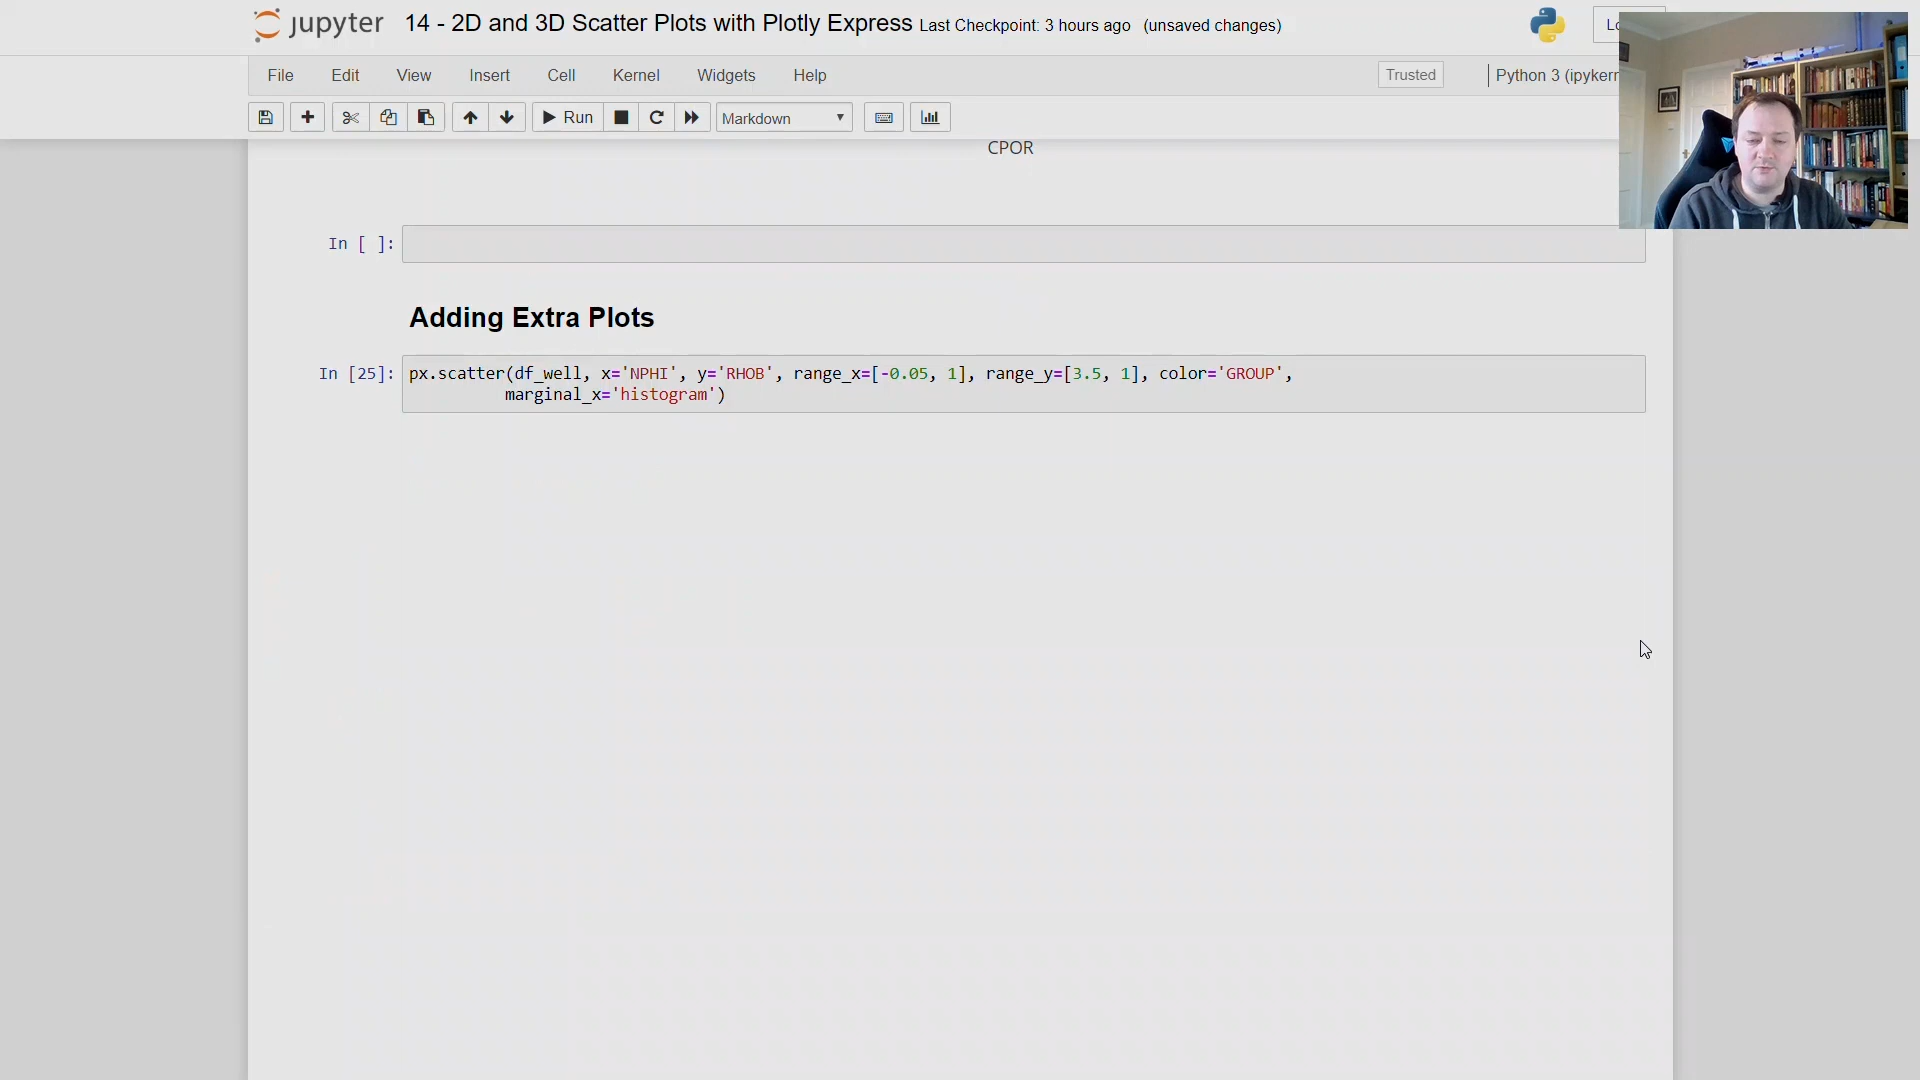 jupyter 14 - 2D and 3D Scatter Plots with Plotly Express Last Checkpoint: 3 hours ago (unsaved changes)
File Edit View Insert Cell Kernel Widgets Help Trusted Python 3 (ipykern
Run Markdown
CPOR
In [ ]:
Adding Extra Plots
In [25]: px.scatter(df_well, x='NPHI', y='RHOB', range_x=[-0.05, 1], range_y=[3.5, 1], color='GROUP',
marginal_x='histogram')